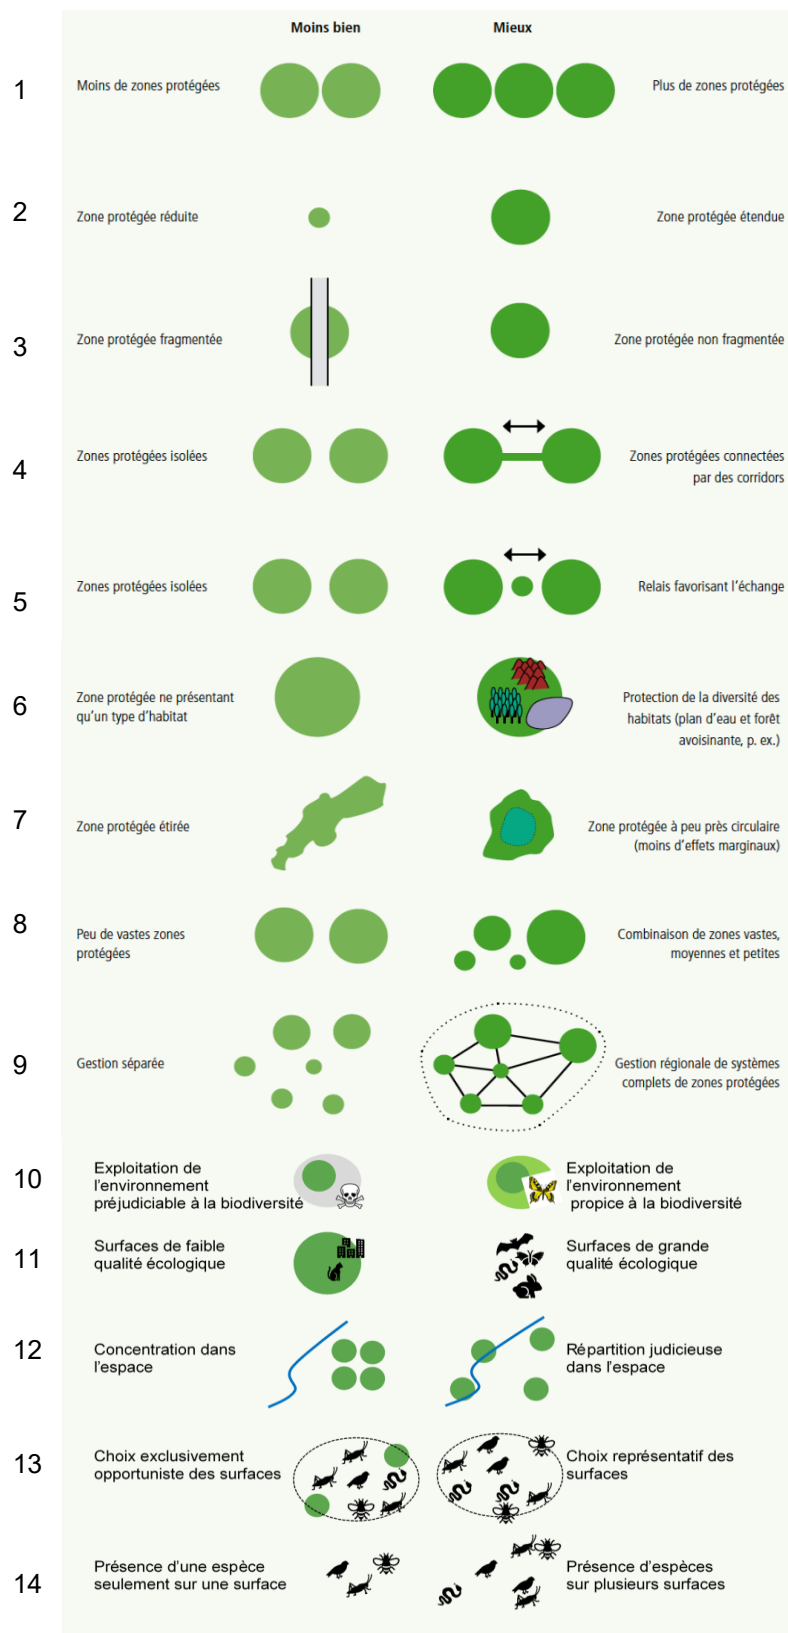 Moins bien
Mieux
1
Moins de zones protégées
Plus de zones protégées
2
Zone protégée réduite
Zone protégée étendue
3
Zone protégée fragmentée
Zone protégée non fragmentée
4
Zones protégées isolées
Zones protégées connectées
par des corridors
5
Zones protégées isolées
Relais favorisant l’échange
6
Zone protégée ne présentant
qu’un type d’habitat
Protection de la diversité des
habitats (plan d’eau et forêt
avoisinante, p. ex.)
7
Zone protégée étirée
Zone protégée à peu près circulaire
(moins d’effets marginaux)
8
Peu de vastes zones
protégées
Combinaison de zones vastes,
moyennes et petites
9
Gestion séparée
Gestion régionale de systèmes
complets de zones protégées
10
Exploitation de
l’environnement
préjudiciable à la biodiversité
Exploitation de
l’environnement
propice à la biodiversité
11
Surfaces de faible
qualité écologique
Surfaces de grande
qualité écologique
12
Concentration dans
l’espace
Répartition judicieuse
dans l’espace
13
Choix exclusivement
opportuniste des surfaces
Choix représentatif des
surfaces
14
Présence d’une espèce
seulement sur une surface
Présence d’espèces
sur plusieurs surfaces